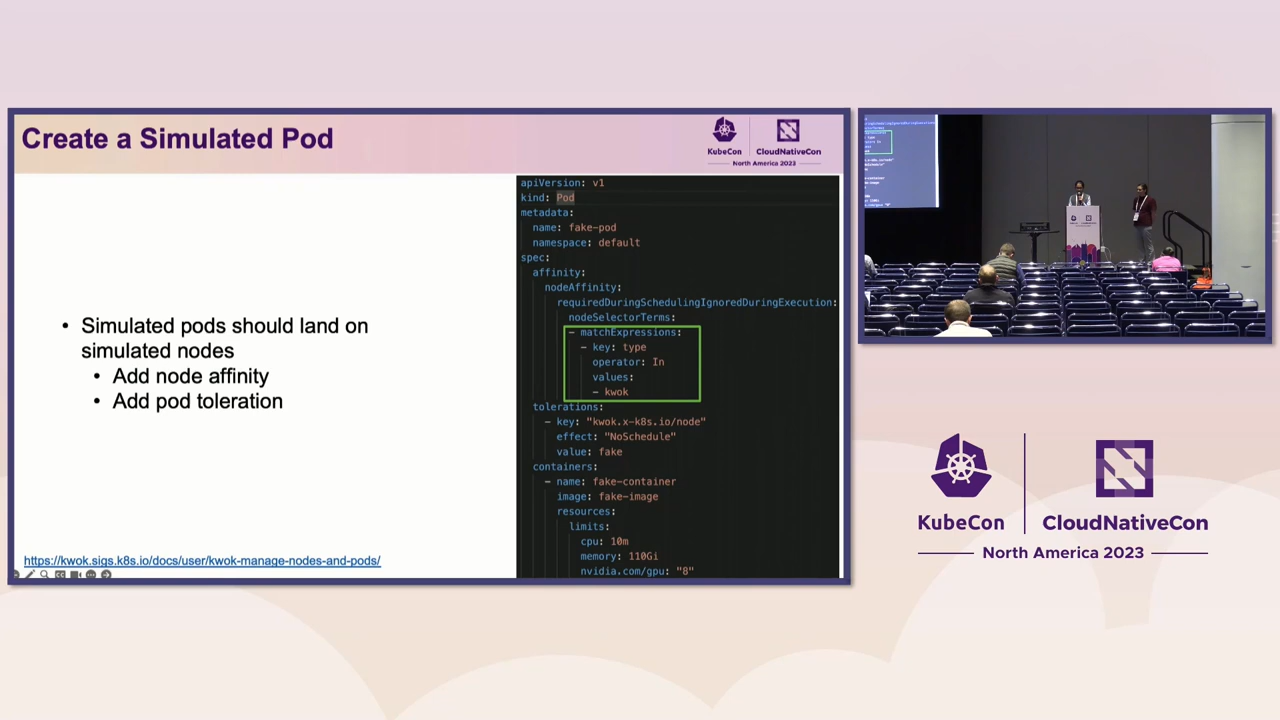 Create a Simulated Pod
KubeCon
CloudNativeCon
North America 2023
• Simulated pods should land on
simulated nodes
• Add node affinity
• Add pod toleration
https://kwok.sigs.k8s.io/docs/user/kwok-manage-nodes-and-pods/
apiVersion: v1
kind: Pod
metadata:
name: fake-pod
namespace: default
spec:
affinity:
nodeAffinity:
requiredDuringSchedulingIgnoredDuringExecution:
nodeSelectorTerms:
- matchExpressions:
- key: type
operator: In
values:
- kwok
tolerations:
- key: "kwok.x-k8s.io/node"
effect: "NoSchedule"
value: fake
containers:
- name: fake-container
image: fake-image
resources:
limits:
cpu: 10m
memory: 110Gi
nvidia.com/gpu: "8"
KubeCon
CloudNativeCon
North America 2023